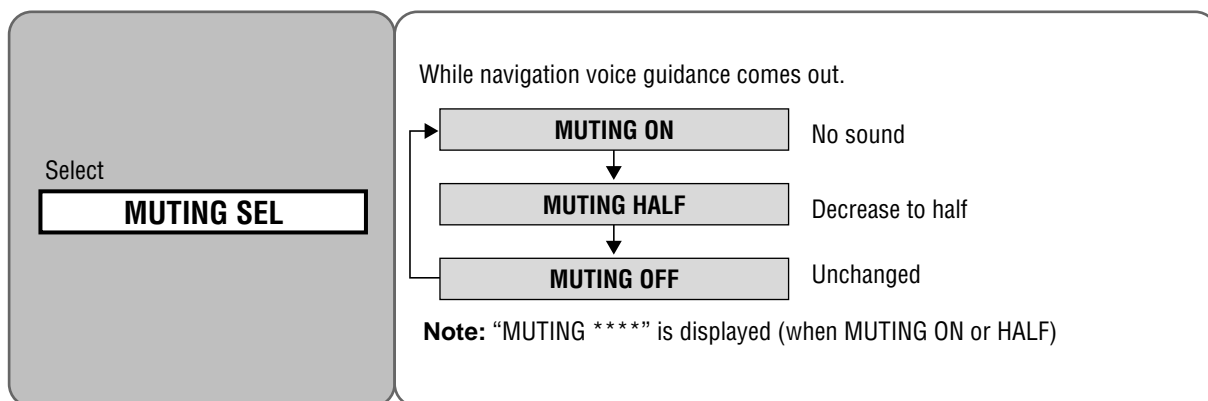 Select
MUTING SEL
While navigation voice guidance comes out.
MUTING ON
No sound
MUTING HALF
Decrease to half
MUTING OFF
Unchanged
Note: “MUTING ****” is displayed (when MUTING ON or HALF)